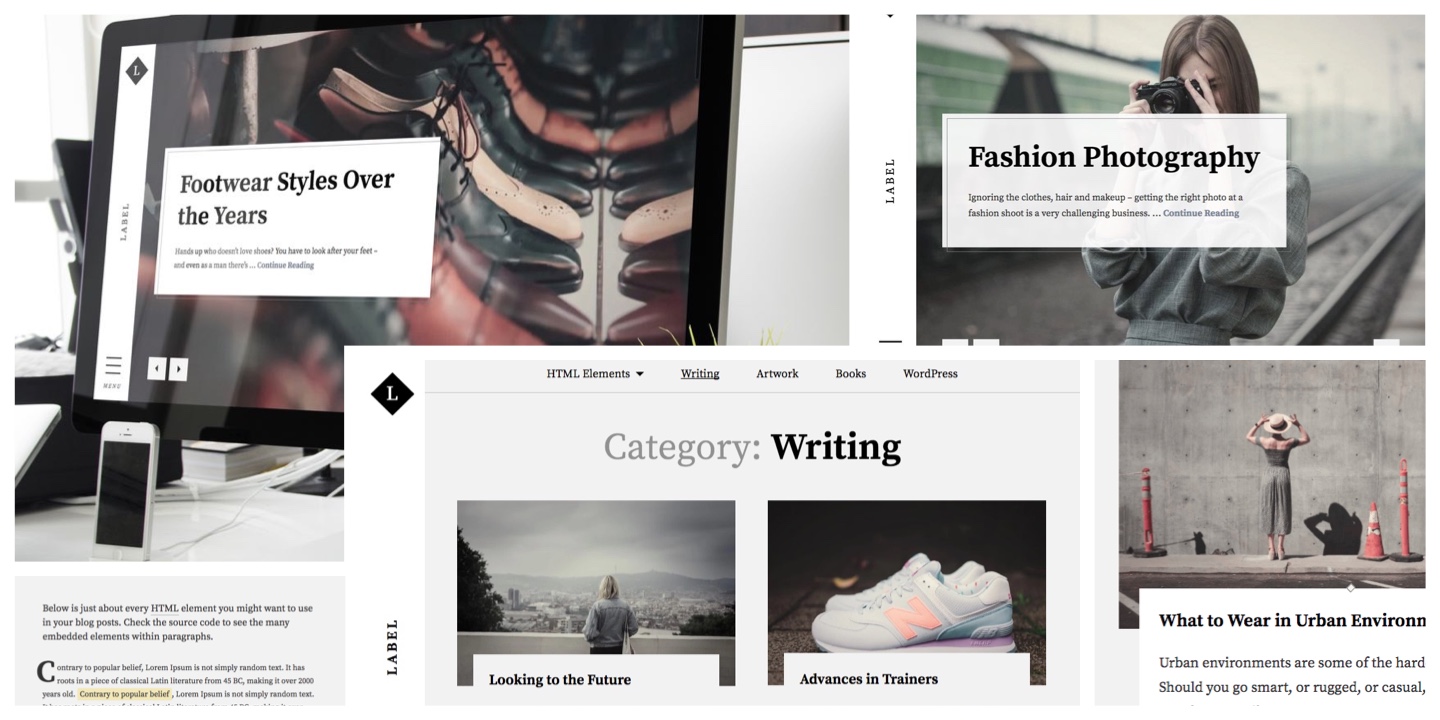 L
LABEL
Footwear Styles Over
the Years
Hands up who doesn't love shoes? You have to look after your feet –
and even as a man there's ... Continue Reading
MENU
LABEL
Fashion Photography
Ignoring the clothes, hair and makeup – getting the right photo at a
fashion shoot is a very challenging business. ... Continue Reading
L
LABEL
HTML Elements
Writing
Artwork
Books
WordPress
Category: Writing
Looking to the Future
N
Advances in Trainers
What to Wear in Urban Environm
Urban environments are some of the hard
Should you go smart, or rugged, or casual,
Below is just about every HTML element you might want to use
in your blog posts. Check the source code to see the many
embedded elements within paragraphs.
Contrary to popular belief, Lorem Ipsum is not simply random text. It has
roots in a piece of classical Latin literature from 45 BC, making it over 2000
years old. Contrary to popular belief , Lorem Ipsum is not simply random text.